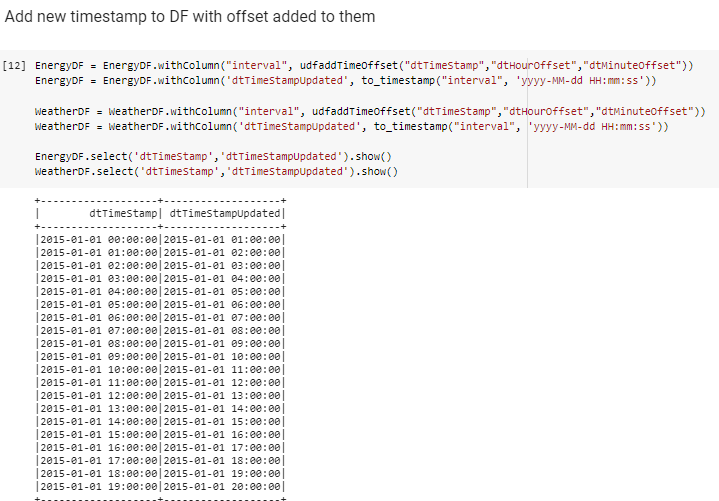 Add new timestamp to DF with offset added to them
[12] EnergyDF = EnergyDF.withColumn("interval", udfaddTimeOffset("dtTimeStamp","dtHourOffset","dtMinuteOffset"))
EnergyDF = EnergyDF.withColumn('dtTimeStampUpdated', to_timestamp("interval", 'yyyy-MM-dd HH:mm:ss'))
WeatherDF = WeatherDF.withColumn("interval", udfaddTimeOffset("dtTimeStamp","dtHourOffset","dtMinuteOffset"))
WeatherDF = WeatherDF.withColumn('dtTimeStampUpdated', to_timestamp("interval", 'yyyy-MM-dd HH:mm:ss'))
EnergyDF.select('dtTimeStamp','dtTimeStampUpdated').show()
WeatherDF.select('dtTimeStamp','dtTimeStampUpdated').show()
+-------------------+-------------------+
|        dtTimeStamp| dtTimeStampUpdated|
+-------------------+-------------------+
|2015-01-01 00:00:00|2015-01-01 01:00:00|
|2015-01-01 01:00:00|2015-01-01 02:00:00|
|2015-01-01 02:00:00|2015-01-01 03:00:00|
|2015-01-01 03:00:00|2015-01-01 04:00:00|
|2015-01-01 04:00:00|2015-01-01 05:00:00|
|2015-01-01 05:00:00|2015-01-01 06:00:00|
|2015-01-01 06:00:00|2015-01-01 07:00:00|
|2015-01-01 07:00:00|2015-01-01 08:00:00|
|2015-01-01 08:00:00|2015-01-01 09:00:00|
|2015-01-01 09:00:00|2015-01-01 10:00:00|
|2015-01-01 10:00:00|2015-01-01 11:00:00|
|2015-01-01 11:00:00|2015-01-01 12:00:00|
|2015-01-01 12:00:00|2015-01-01 13:00:00|
|2015-01-01 13:00:00|2015-01-01 14:00:00|
|2015-01-01 14:00:00|2015-01-01 15:00:00|
|2015-01-01 15:00:00|2015-01-01 16:00:00|
|2015-01-01 16:00:00|2015-01-01 17:00:00|
|2015-01-01 17:00:00|2015-01-01 18:00:00|
|2015-01-01 18:00:00|2015-01-01 19:00:00|
|2015-01-01 19:00:00|2015-01-01 20:00:00|
+-------------------+-------------------+